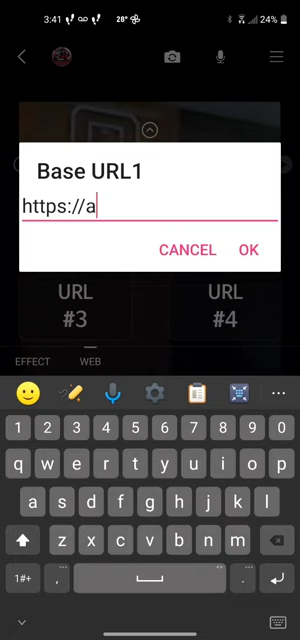 3:41
28°
24%
Base URL1
https://a
CANCEL OK
URL #3
URL #4
EFFECT WEB
1 2 3 4 5 6 7 8 9 0
q w e r t y u i o p
a s d f g h j k l
z x c v b n m
1#+ , .